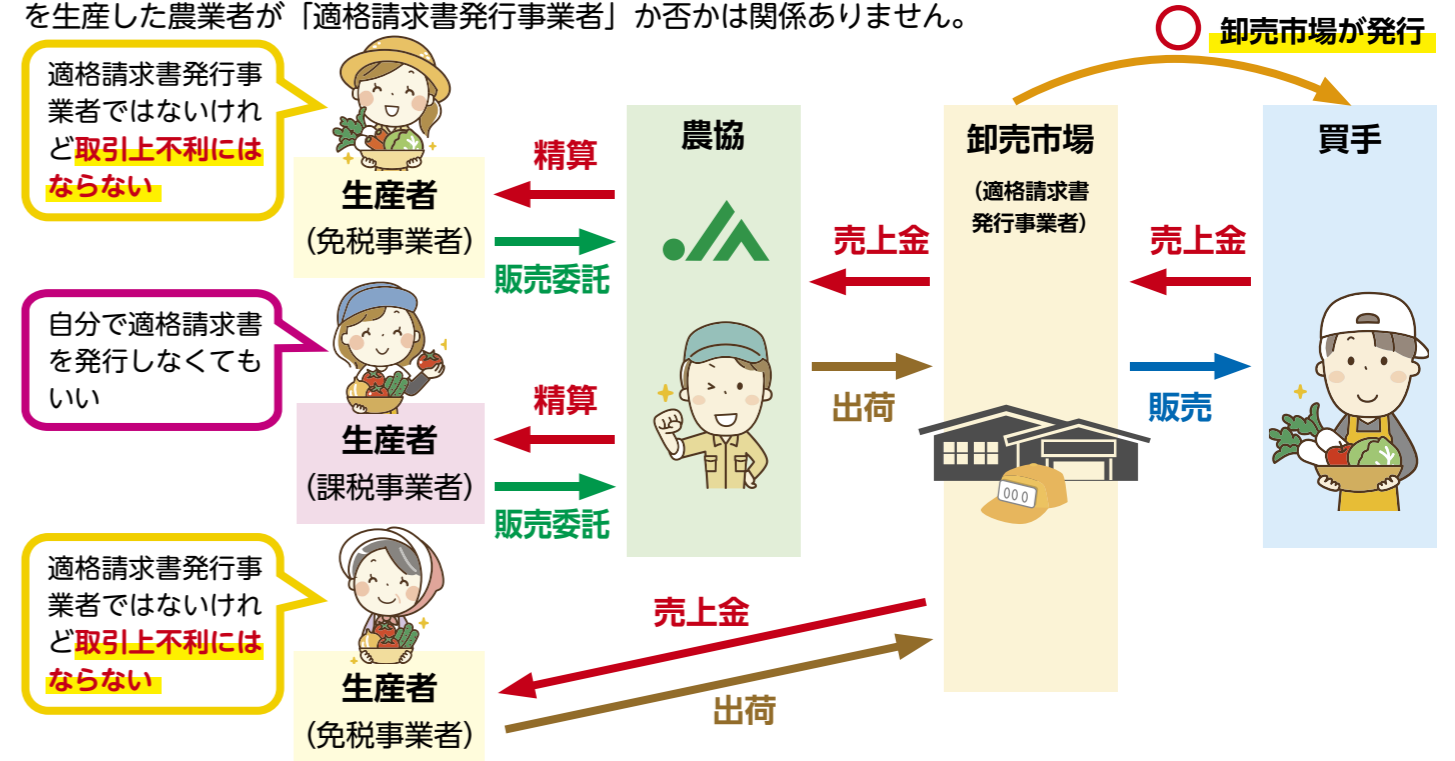 を生産した農業者が「適格請求書発行事業者」か否かは関係ありません。
卸売市場が発行
適格請求書発行事
業者ではないけれ
ど取引上不利には
ならない
生産者
（免税事業者）
精算
販売委託
農協
卸売市場
（適格請求書
発行事業者）
買手
売上金
売上金
自分で適格請求書
を発行しなくても
いい
生産者
（課税事業者）
精算
販売委託
出荷
販売
000
適格請求書発行事
業者ではないけれ
ど取引上不利には
ならない
生産者
（免税事業者）
売上金
出荷